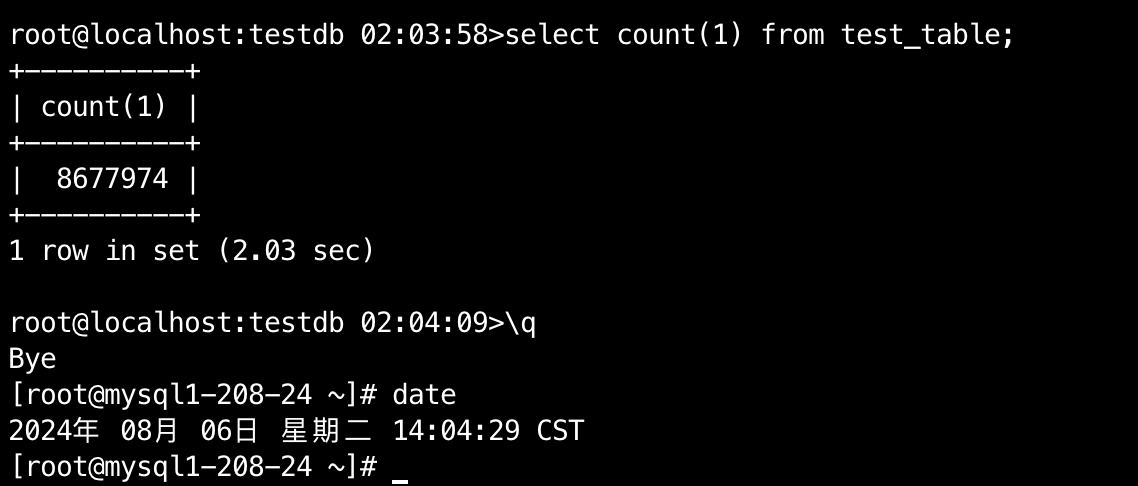 root@localhost:testdb 02:03:58>select count(1) from test_table;
+----------+
| count(1) |
+----------+
|  8677974 |
+----------+
1 row in set (2.03 sec)

root@localhost:testdb 02:04:09>\q
Bye
[root@mysql1-208-24 ~]# date
2024年 08月 06日 星期二 14:04:29 CST
[root@mysql1-208-24 ~]# _